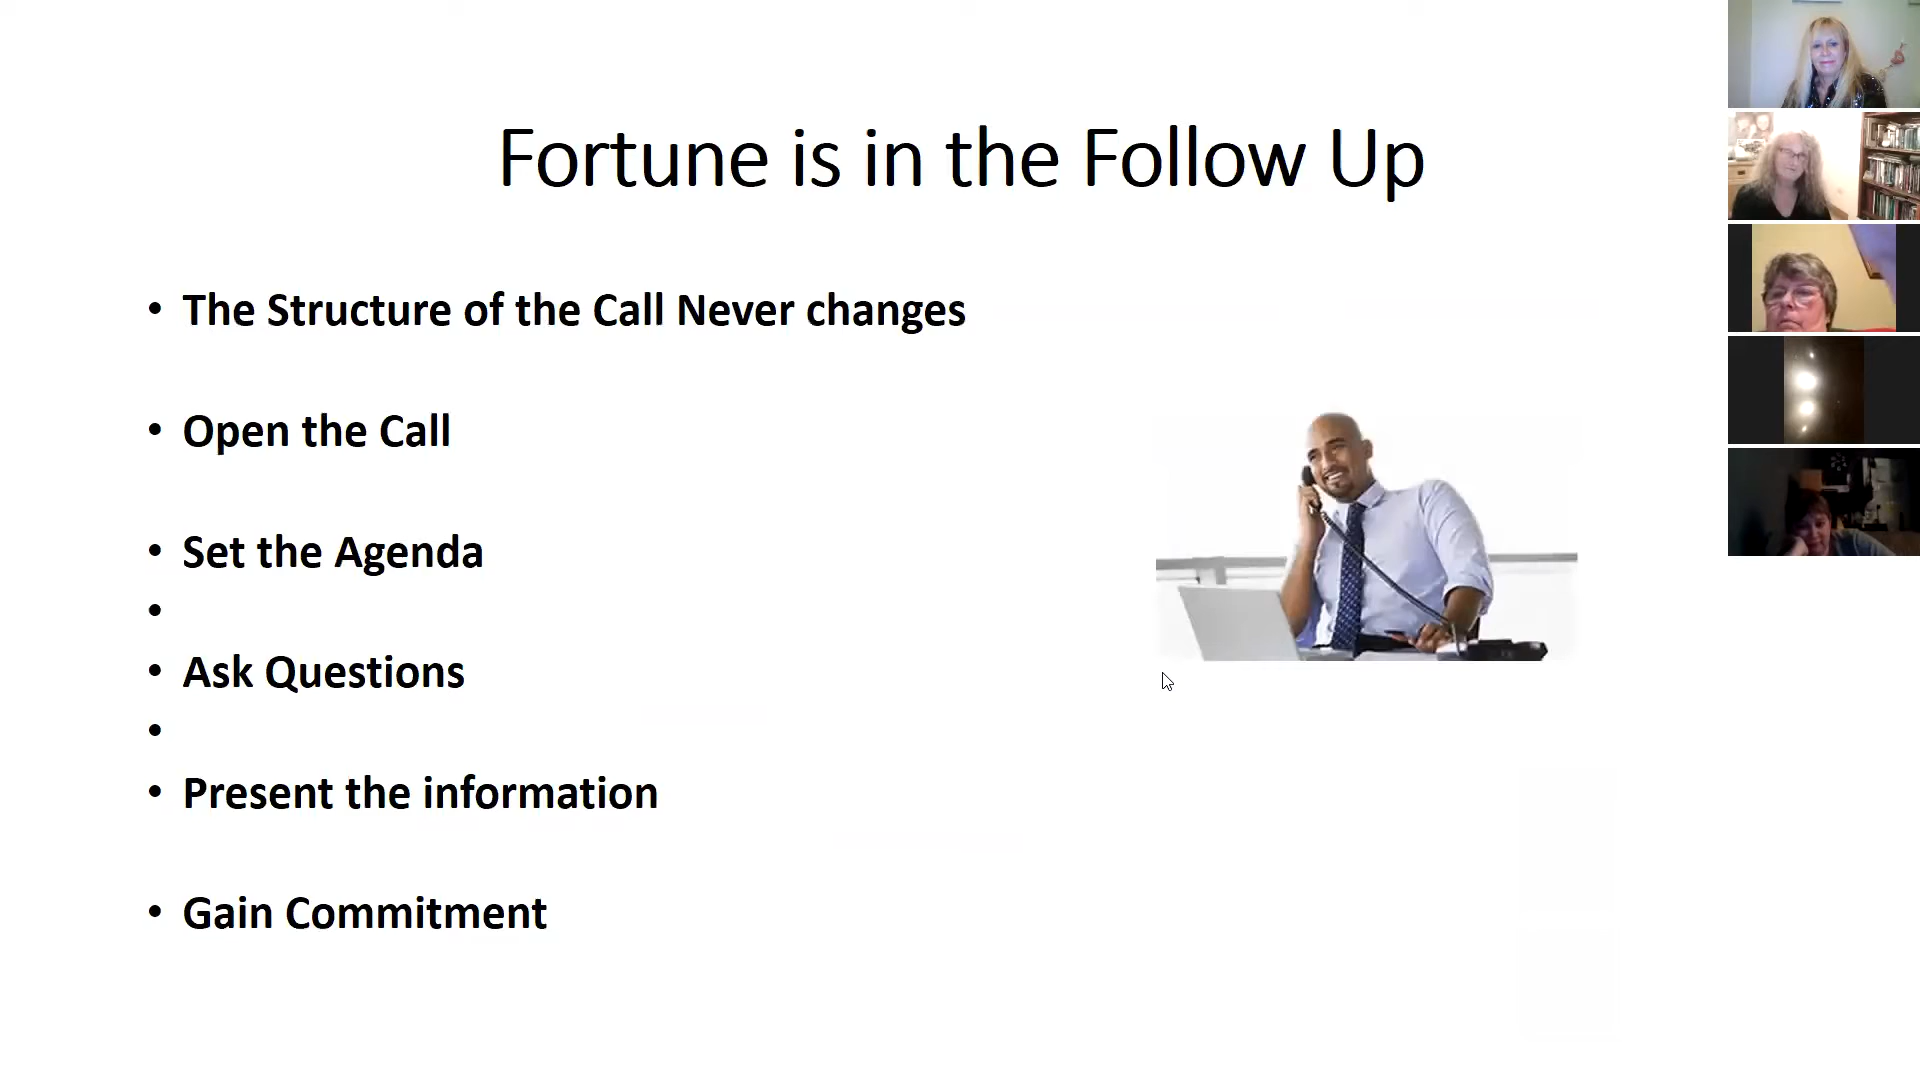 Fortune is in the Follow Up
• The Structure of the Call Never changes
• Open the Call
• Set the Agenda
•
• Ask Questions
•
• Present the information
• Gain Commitment